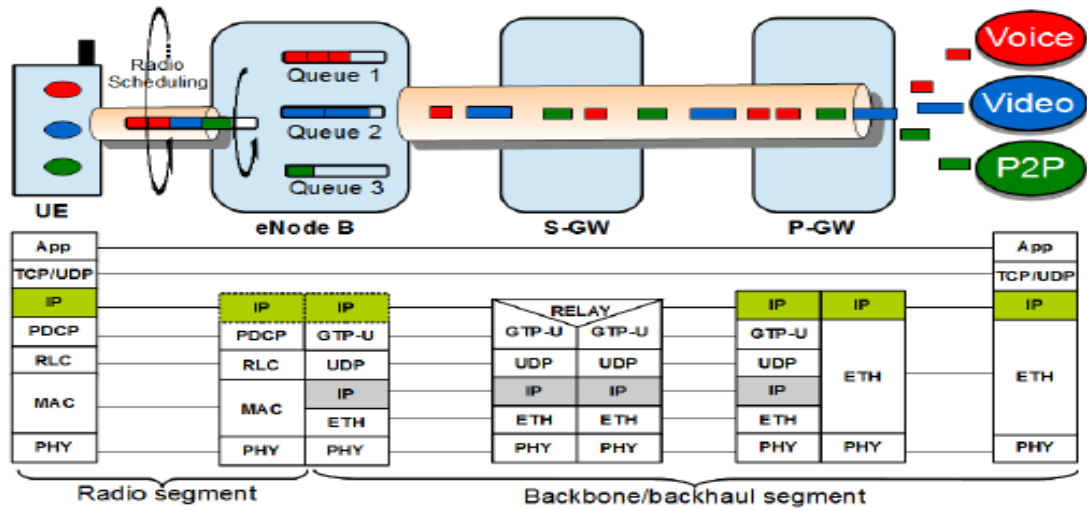 Radio
Scheduling
Queue 1
Queue 2
Queue 3
Voice
Video
P2P
UE
eNode B
S-GW
P-GW
App
TCP/UDP
IP
PDCP
RLC
MAC
PHY
IP
PDCP
RLC
MAC
PHY
IP
GTP-U
UDP
IP
ETH
PHY
RELAY
GTP-U
UDP
IP
ETH
PHY
GTP-U
UDP
IP
ETH
PHY
IP
GTP-U
UDP
IP
ETH
PHY
IP
ETH
PHY
App
TCP/UDP
IP
ETH
PHY
Radio segment
Backbone/backhaul segment